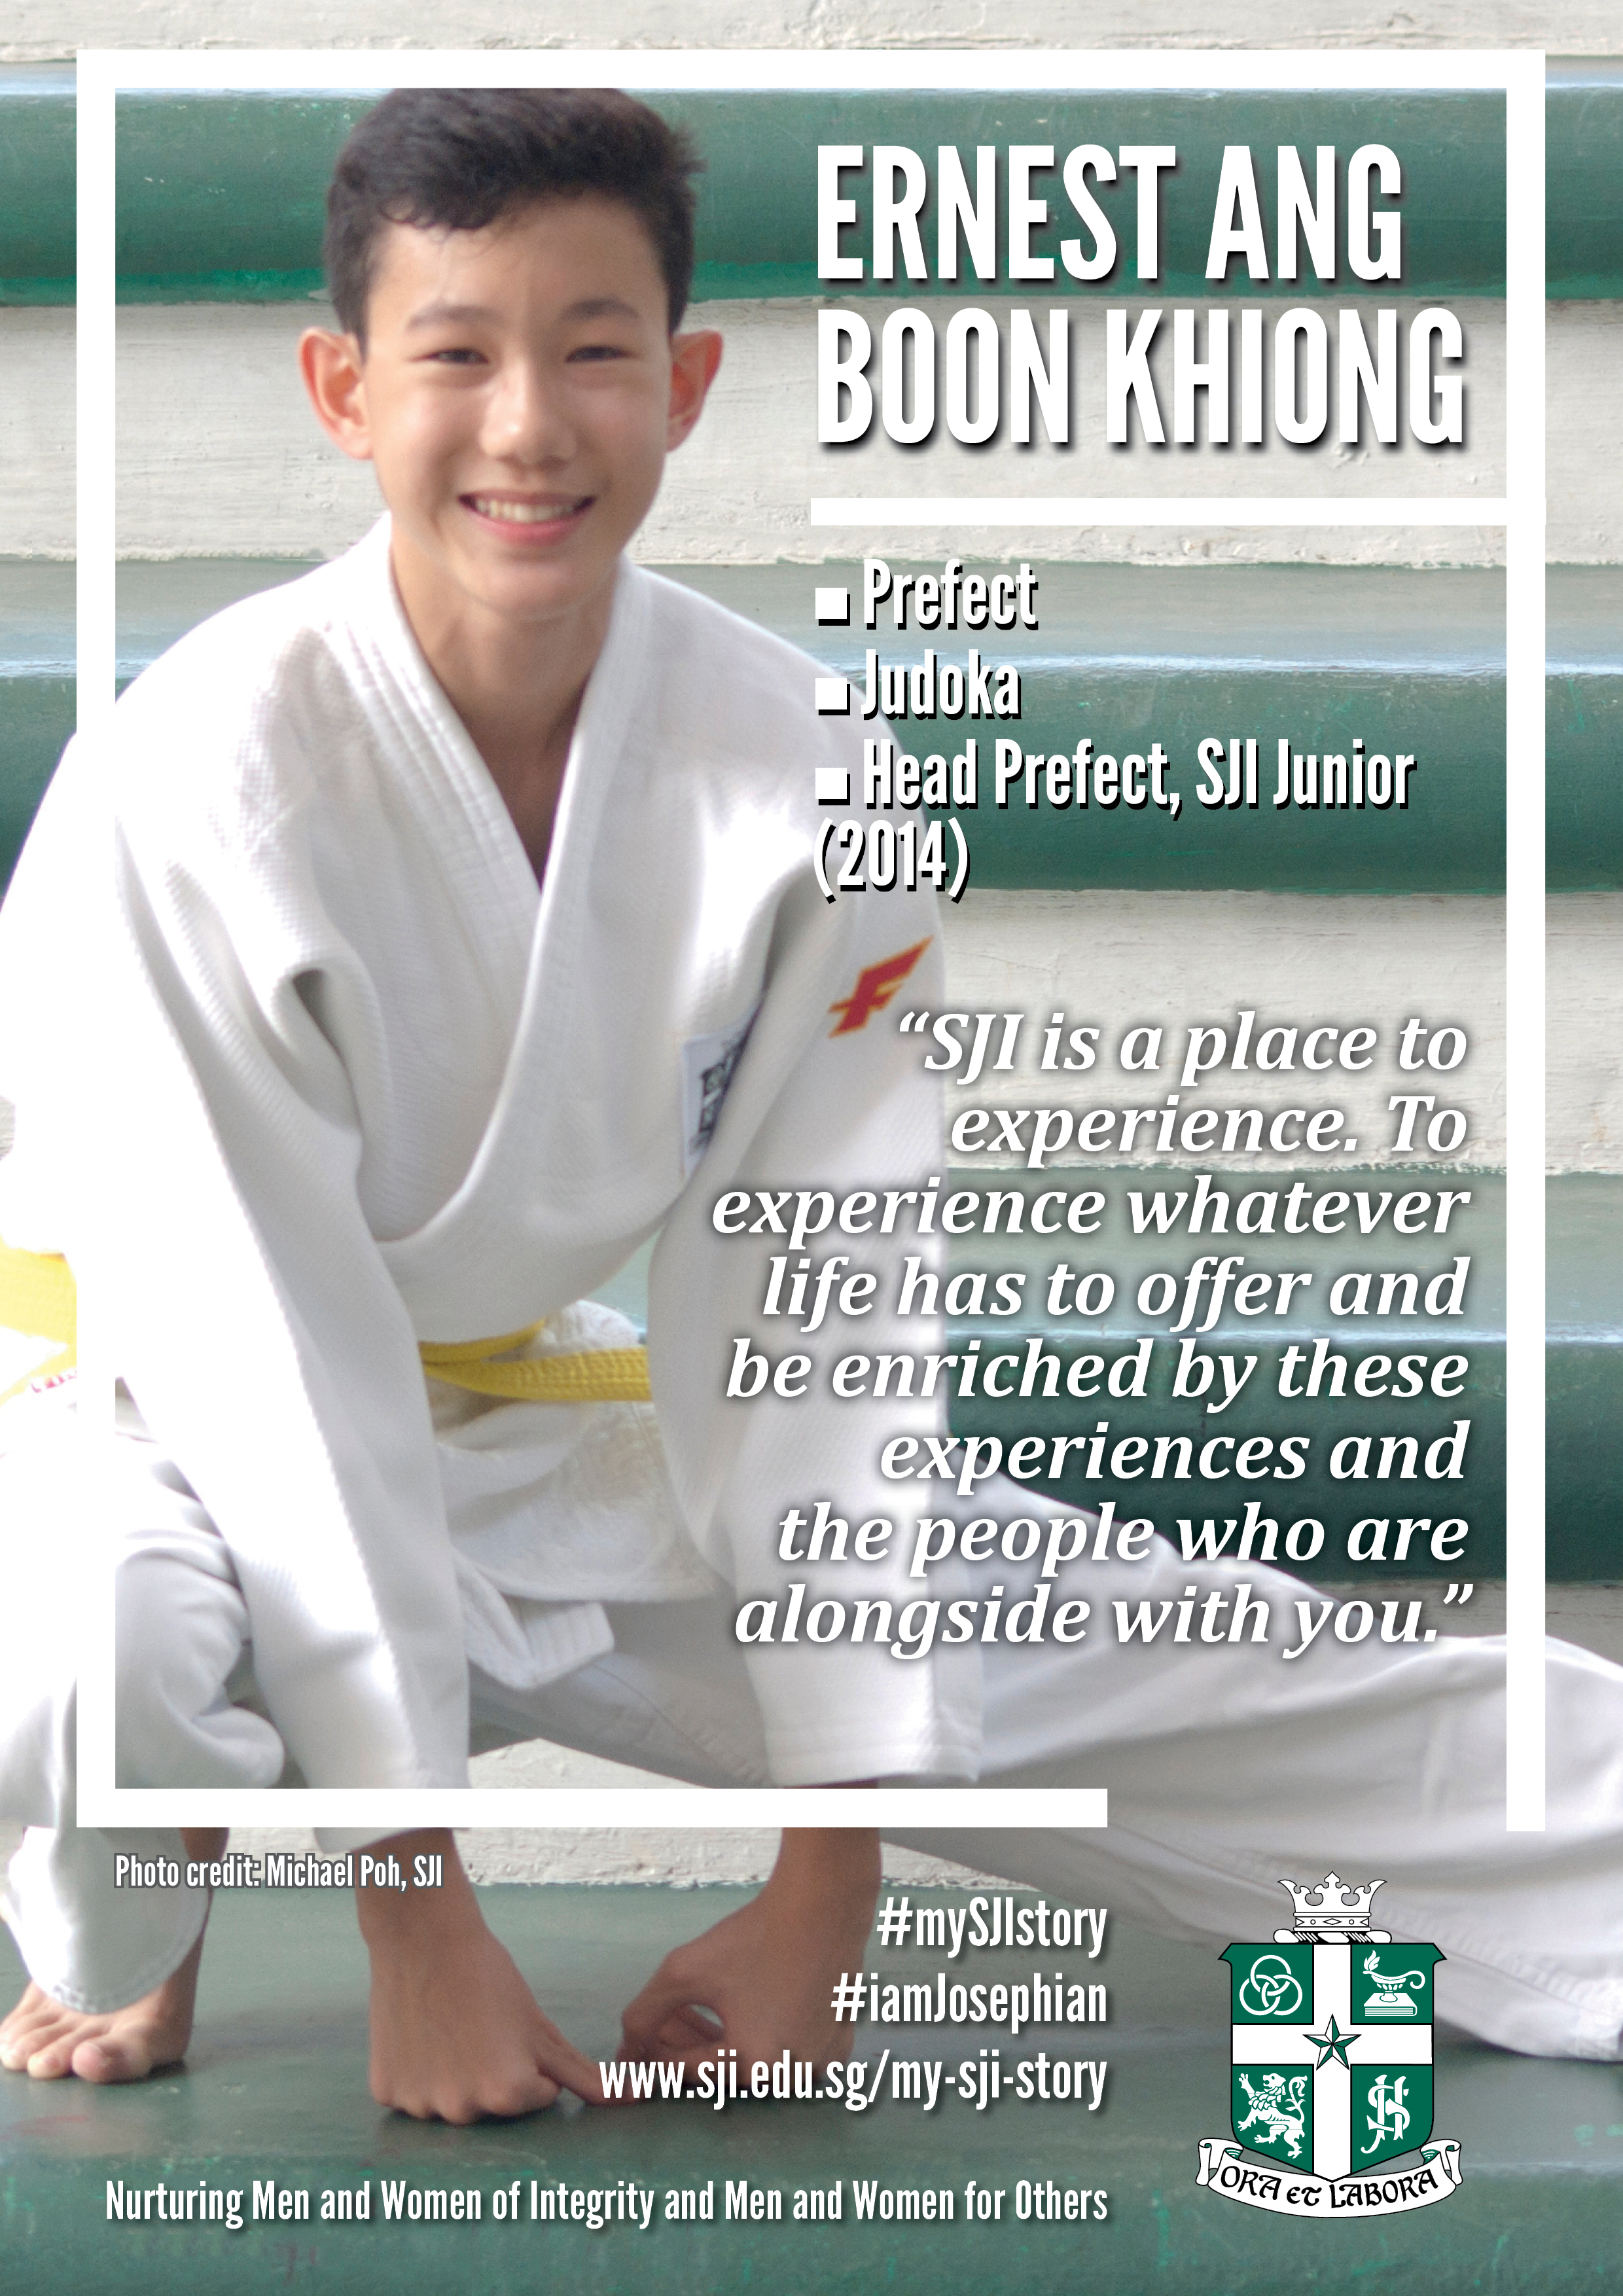 ERNEST ANG
BOON KHIONG
Prefect
Judoka
Head Prefect, SJI Junior
(2014)
“SJI is a place to
experience. To
experience whatever
life has to offer and
be enriched by these
experiences and
the people who are
alongside with you.”
Photo credit: Michael Poh, SJI
#mySJIstory
#iamJosephian
www.sji.edu.sg/my-sji-story
Nurturing Men and Women of Integrity and Men and Women for Others
ORA ET LABORA